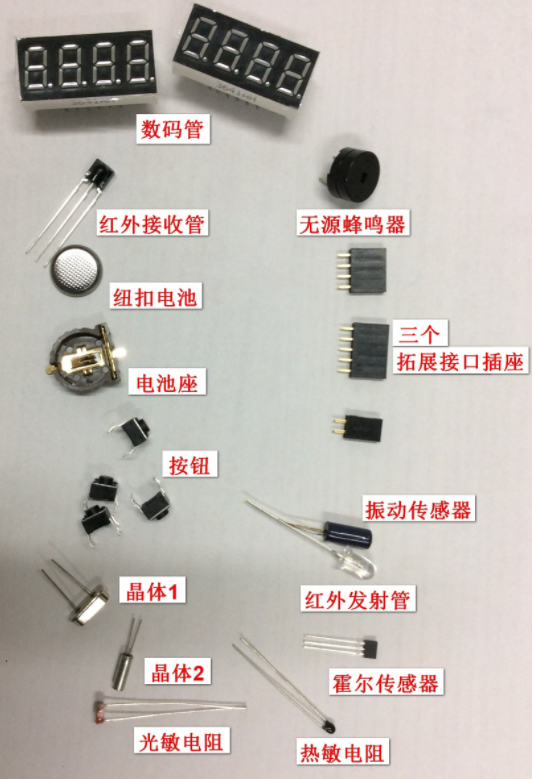 数码管
红外接收管
无源蜂鸣器
纽扣电池
三个
拓展接口插座
电池座
按钮
振动传感器
晶体1
红外发射管
晶体2
霍尔传感器
光敏电阻
热敏电阻